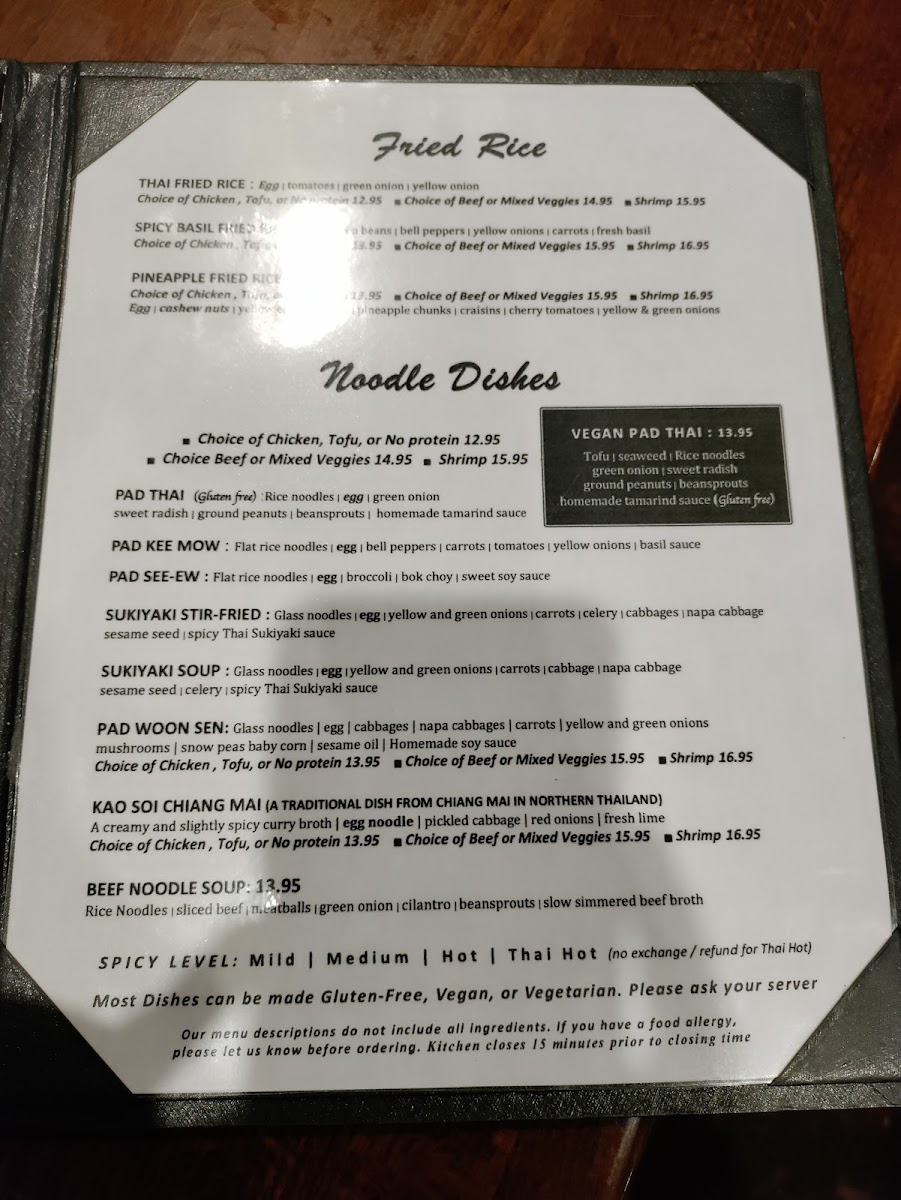 Fried Rice
THAI FRIED RICE : Egg | tomatoes | green onion | yellow onion
Choice of Chicken , Tofu, or No protein 12.95 ■ Choice of Beef or Mixed Veggies 14.95 ■ Shrimp 15.95
SPICY BASIL FRIED beans | bell peppers | yellow onions | carrots | fresh basil
Choice of Chicken , 13.95 ■ Choice of Beef or Mixed Veggies 15.95 ■ Shrimp 16.95
PINEAPPLE FRIED RICE
Choice of Chicken , Tofu, 13.95 ■ Choice of Beef or Mixed Veggies 15.95 ■ Shrimp 16.95
Egg | cashew nuts | pineapple chunks | craisins | cherry tomatoes | yellow & green onions
Noodle Dishes
■ Choice of Chicken, Tofu, or No protein 12.95
■ Choice Beef or Mixed Veggies 14.95 ■ Shrimp 15.95
VEGAN PAD THAI : 13.95
Tofu | seaweed | Rice noodles
green onion | sweet radish
ground peanuts | beansprouts
homemade tamarind sauce (Gluten free)
PAD THAI (Gluten free) :Rice noodles | egg | green onion
sweet radish | ground peanuts | beansprouts | homemade tamarind sauce
PAD KEE MOW : Flat rice noodles | egg | bell peppers | carrots | tomatoes | yellow onions | basil sauce
PAD SEE-EW : Flat rice noodles | egg | broccoli | bok choy | sweet soy sauce
SUKIYAKI STIR-FRIED : Glass noodles | egg | yellow and green onions | carrots | celery | cabbages | napa cabbage
sesame seed | spicy Thai Sukiyaki sauce
SUKIYAKI SOUP : Glass noodles | egg | yellow and green onions | carrots | cabbage | napa cabbage
sesame seed | celery | spicy Thai Sukiyaki sauce
PAD WOON SEN: Glass noodles | egg | cabbages | napa cabbages | carrots | yellow and green onions
mushrooms | snow peas baby corn | sesame oil | Homemade soy sauce
Choice of Chicken , Tofu, or No protein 13.95 ■ Choice of Beef or Mixed Veggies 15.95 ■ Shrimp 16.95
KAO SOI CHIANG MAI (A TRADITIONAL DISH FROM CHIANG MAI IN NORTHERN THAILAND)
A creamy and slightly spicy curry broth | egg noodle | pickled cabbage | red onions | fresh lime
Choice of Chicken , Tofu, or No protein 13.95 ■ Choice of Beef or Mixed Veggies 15.95 ■ Shrimp 16.95
BEEF NOODLE SOUP: 13.95
Rice Noodles | sliced beef | meatballs | green onion | cilantro | beansprouts | slow simmered beef broth
SPICY LEVEL: Mild | Medium | Hot | Thai Hot (no exchange / refund for Thai Hot)
Most Dishes can be made Gluten-Free, Vegan, or Vegetarian. Please ask your server
Our menu descriptions do not include all ingredients. If you have a food allergy,
please let us know before ordering. Kitchen closes 15 minutes prior to closing time